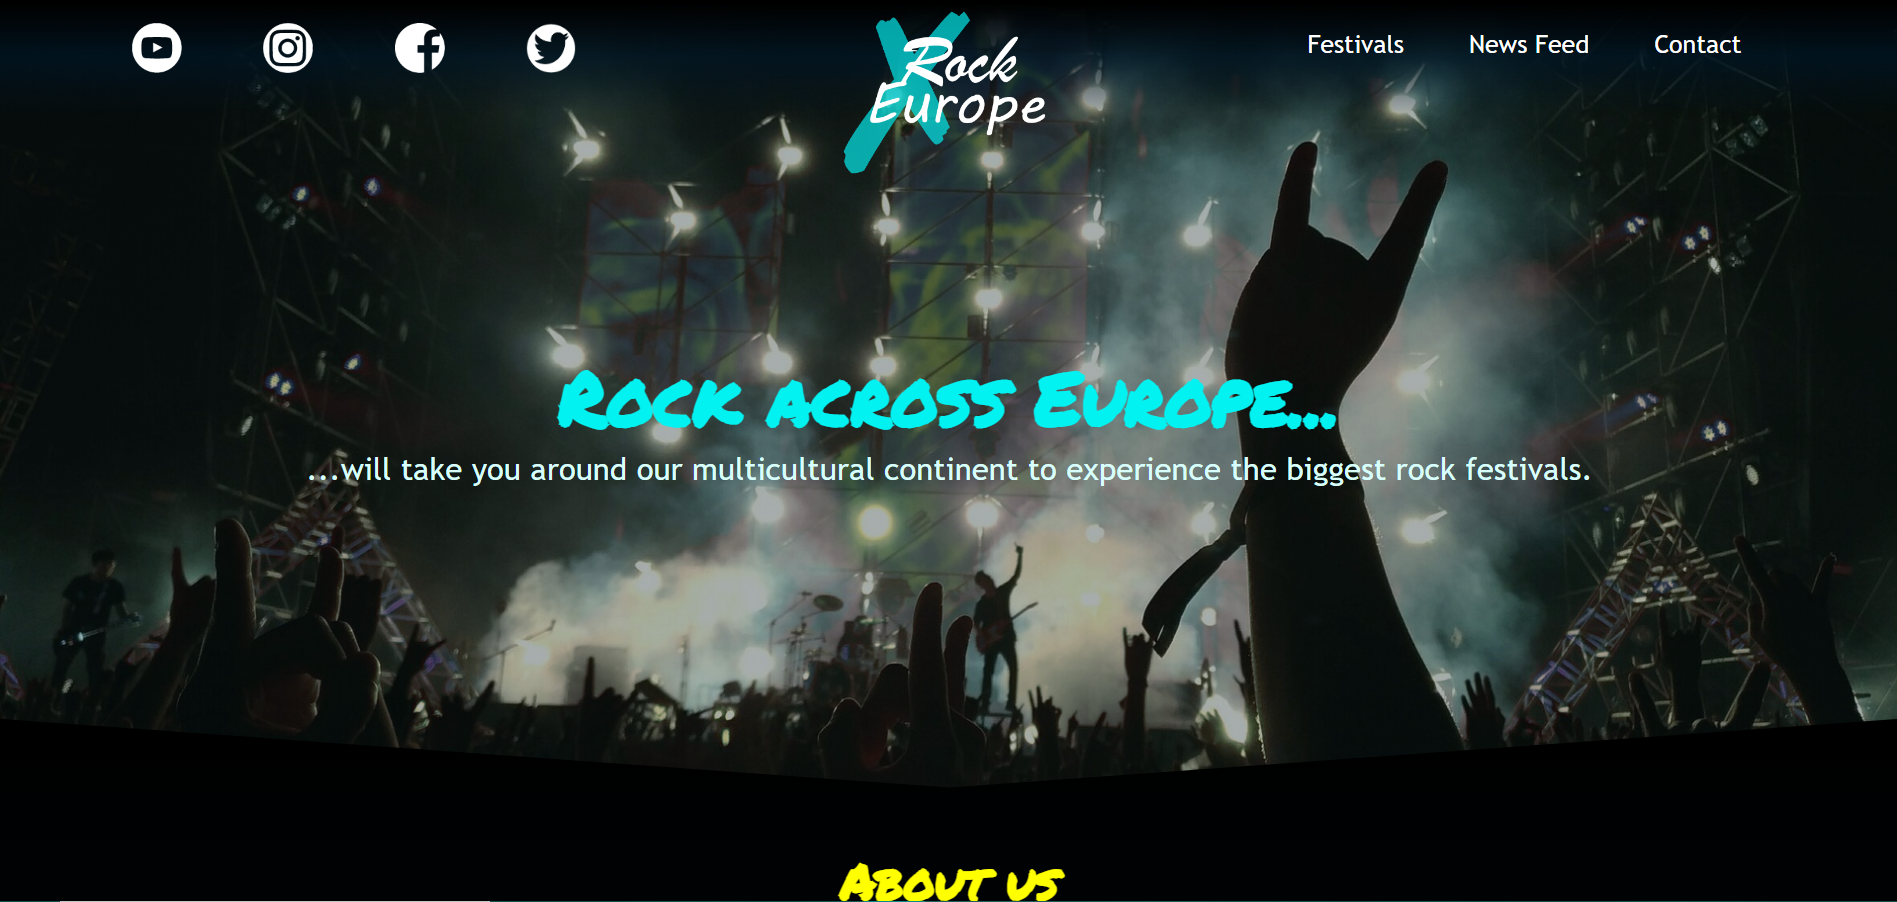 Rock
Europe
Festivals
News Feed
Contact
Rock across Europe...
...will take you around our multicultural continent to experience the biggest rock festivals.
About us